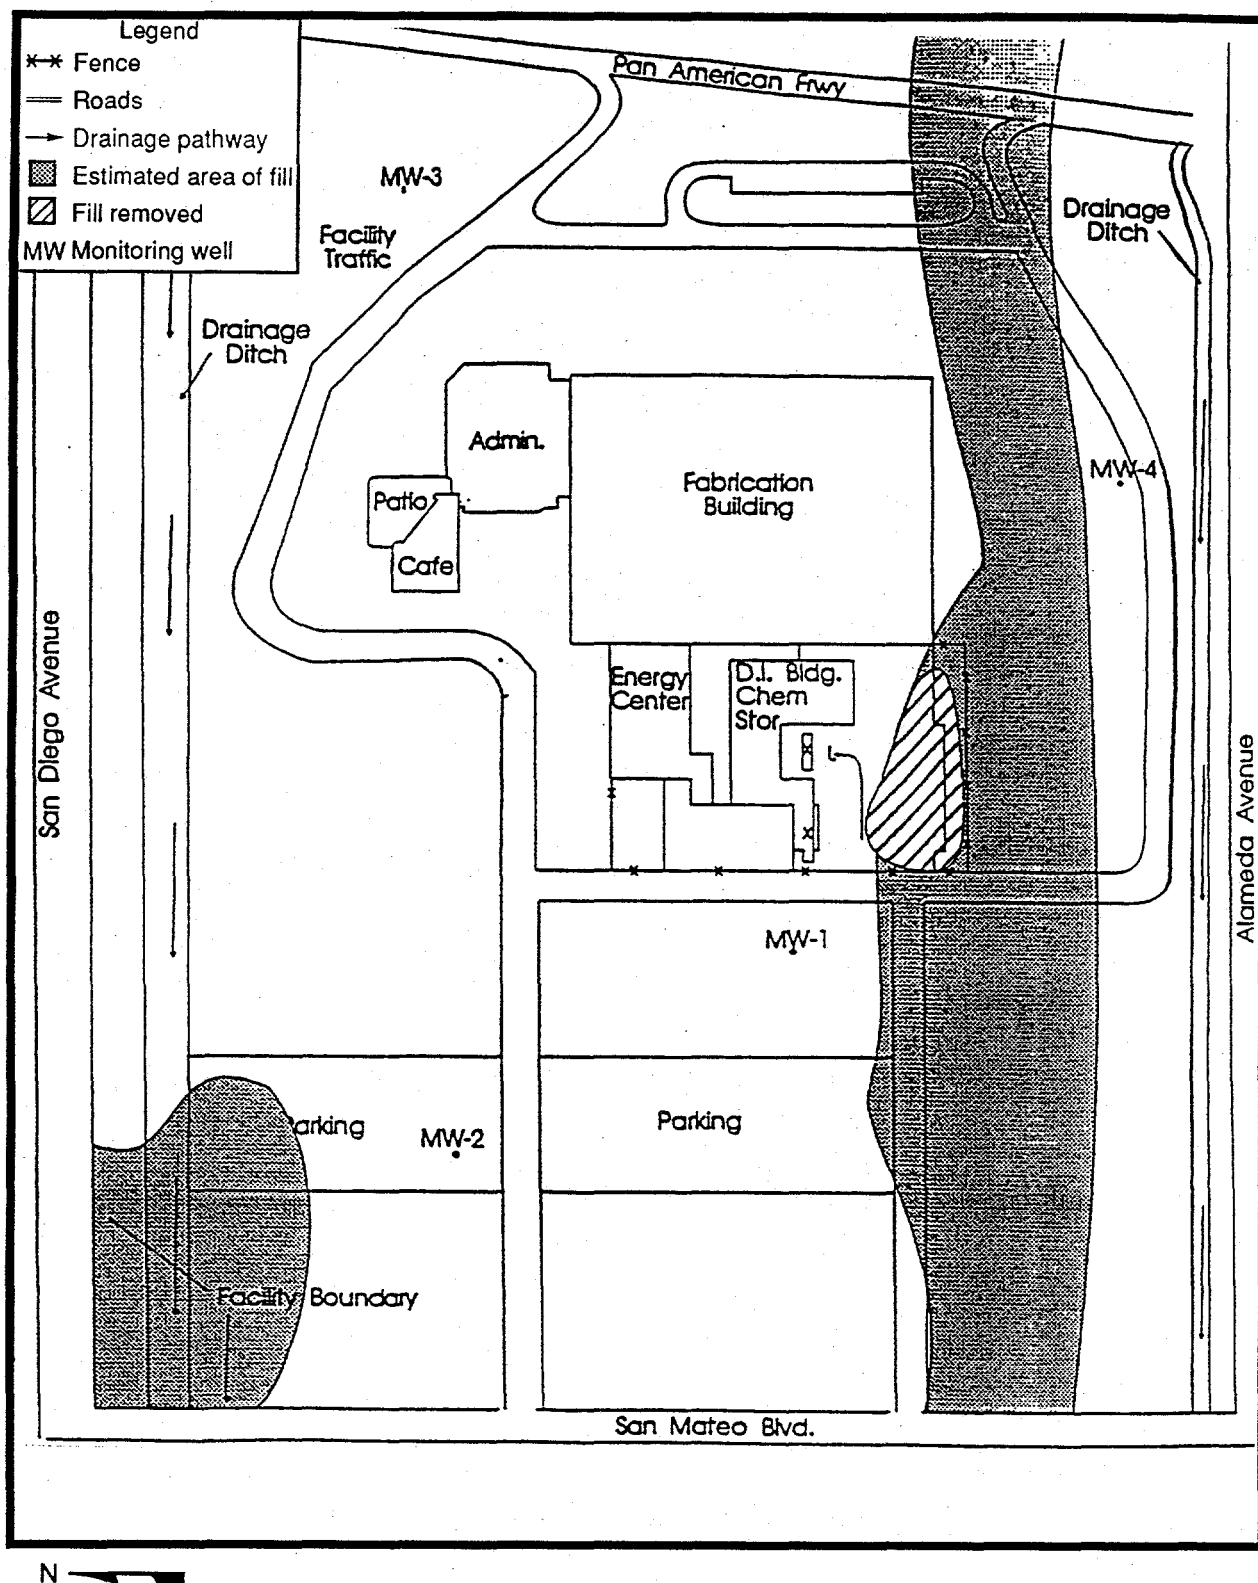 Legend
Fence
Roads
Drainage pathway
Estimated area of fill
Fill removed
MW Monitoring well
Pan American Frwy
MW-3
Facility
Traffic
Drainage
Ditch
Drainage
Ditch
Admin.
Fabrication
Building
MW-4
Patio
Cafe
San Diego Avenue
Energy
Center
D.I. Bldg.
Chem
Stor.
Alameda Avenue
MW-1
Parking
MW-2
Parking
Facility Boundary
San Mateo Blvd.
N